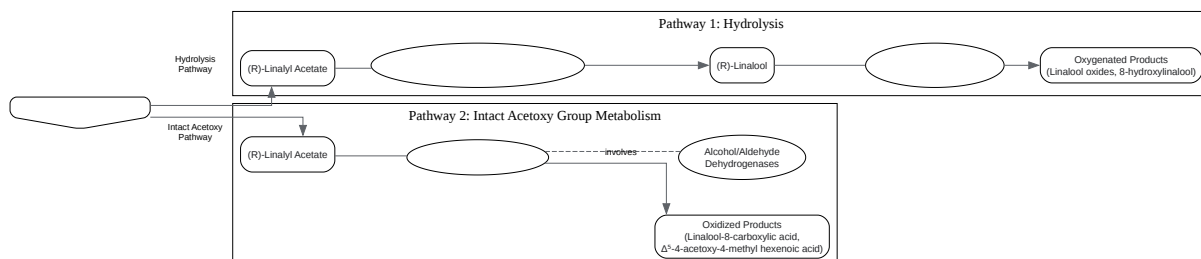 Pathway 1: Hydrolysis
Hydrolysis
Pathway
(R)-Linalyl Acetate
(R)-Linalool
Oxygenated Products
(Linalool oxides, 8-hydroxylinalool)
Intact Acetoxy
Pathway
Pathway 2: Intact Acetoxy Group Metabolism
(R)-Linalyl Acetate
involves
Alcohol/Aldehyde
Dehydrogenases
Oxidized Products
(Linalool-8-carboxylic acid,
Δ⁵-4-acetoxy-4-methyl hexenoic acid)